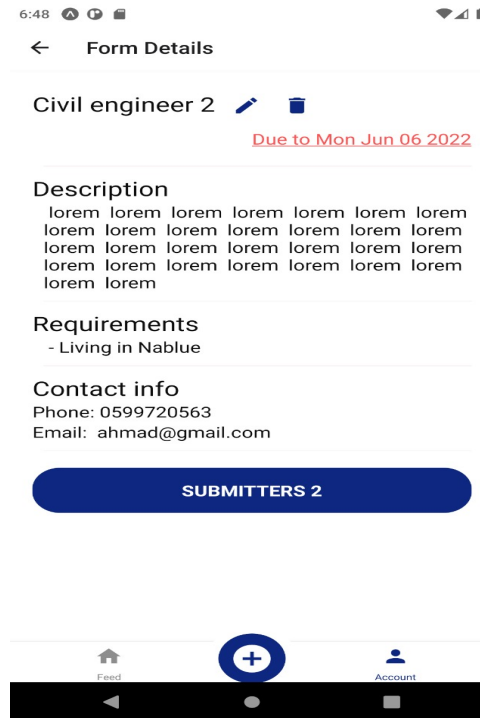 6:48
Form Details
Civil engineer 2
Due to Mon Jun 06 2022
Description
lorem lorem lorem lorem lorem lorem lorem
lorem lorem lorem lorem lorem lorem lorem
lorem lorem lorem lorem lorem lorem lorem
lorem lorem lorem lorem lorem lorem lorem
lorem lorem
Requirements
- Living in Nablue
Contact info
Phone: 0599720563
Email: ahmad@gmail.com
SUBMITTERS 2
Feed
Account